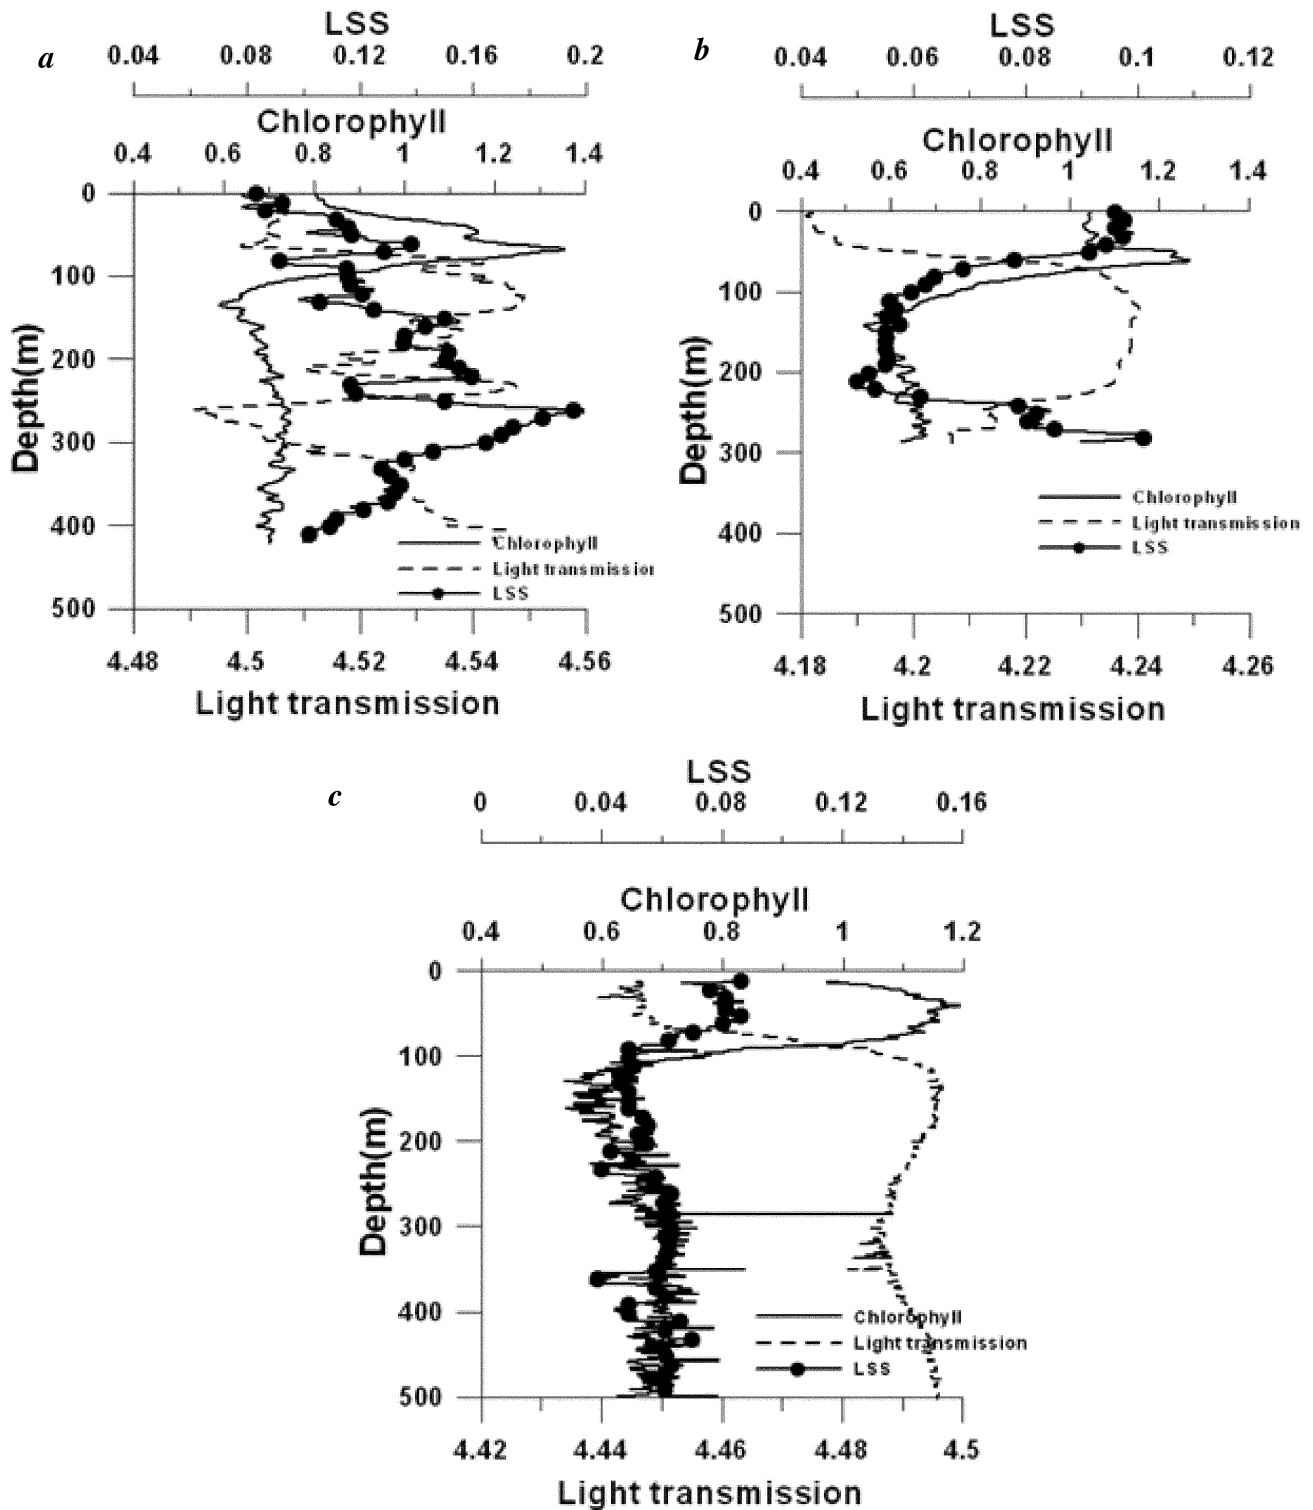 a
LSS
0.04 0.08 0.12 0.16 0.2
Chlorophyll
0.4 0.6 0.8 1 1.2 1.4
0
100
200
300
400
500
Depth(m)
Chlorophyll
Light transmission
LSS
4.48 4.5 4.52 4.54 4.56
Light transmission
b
LSS
0.04 0.06 0.08 0.1 0.12
Chlorophyll
0.4 0.6 0.8 1 1.2 1.4
0
100
200
300
400
500
Depth(m)
Chlorophyll
Light transmission
LSS
4.18 4.2 4.22 4.24 4.26
Light transmission
c
LSS
0 0.04 0.08 0.12 0.16
Chlorophyll
0.4 0.6 0.8 1 1.2
0
100
200
300
400
500
Depth(m)
Chlorophyll
Light transmission
LSS
4.42 4.44 4.46 4.48 4.5
Light transmission